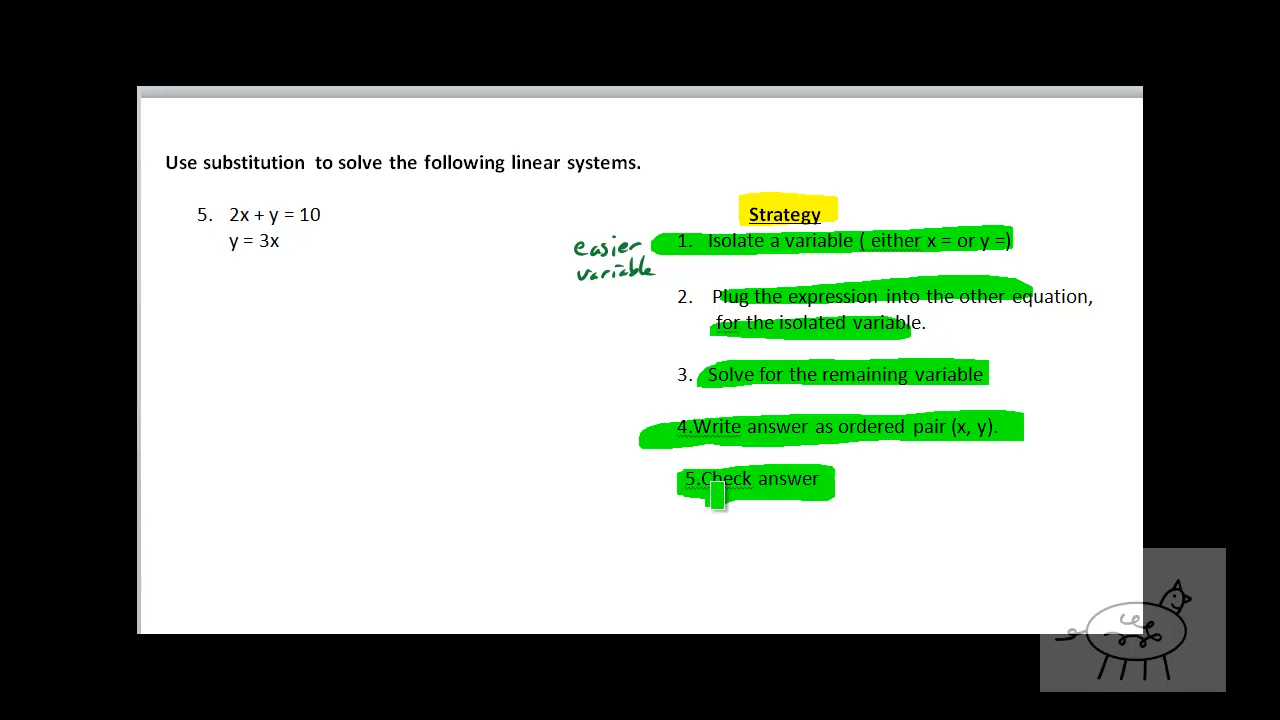 Use substitution to solve the following linear systems.
5. 2x + y = 10
y = 3x
Strategy
easier
variable
1. Isolate a variable ( either x = or y =)
2. Plug the expression into the other equation,
for the isolated variable.
3. Solve for the remaining variable
4.Write answer as ordered pair (x, y).
5.Check answer